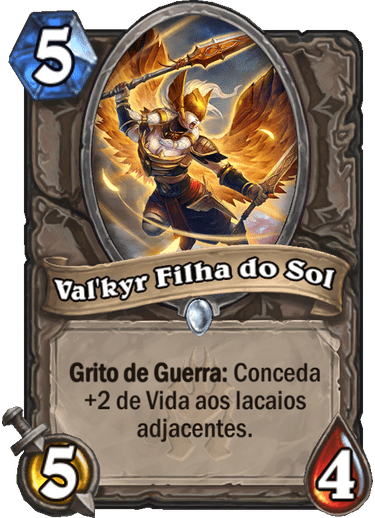 5
Val'kyr Filha do Sol
Grito de Guerra: Conceda
+2 de Vida aos lacaios
adjacentes.
5
4